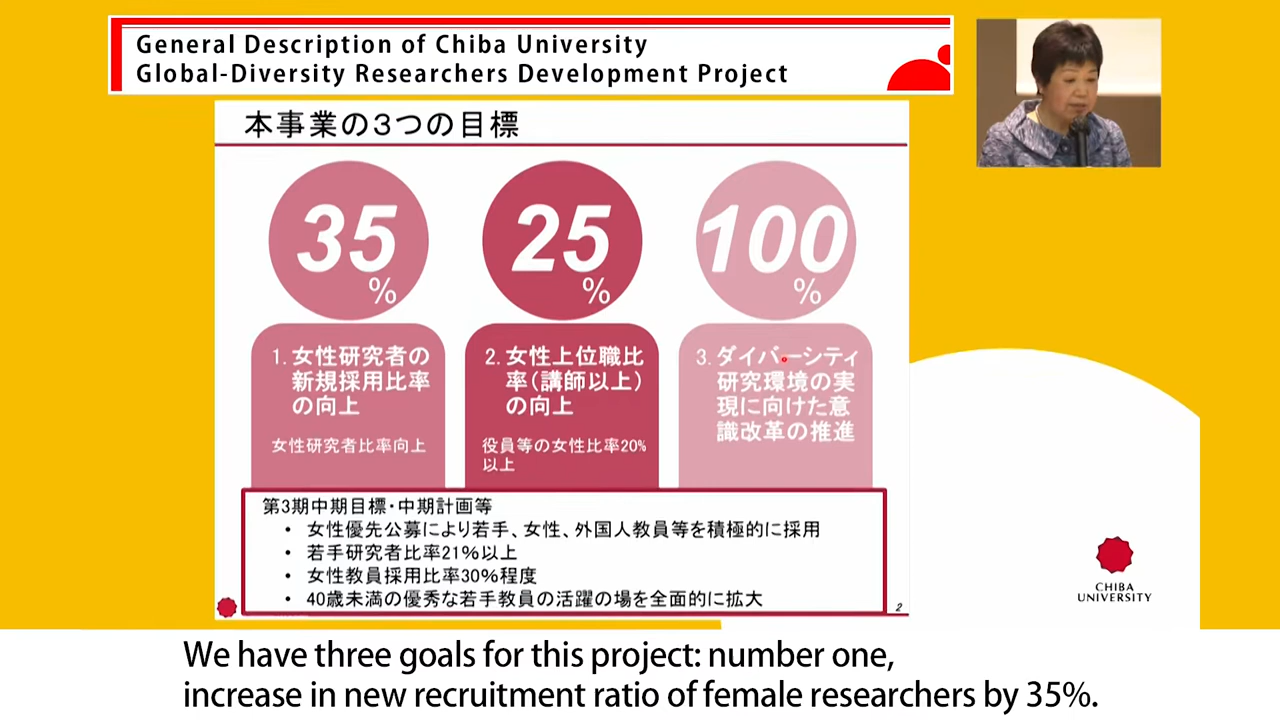 General Description of Chiba University
Global-Diversity Researchers Development Project
本事業の3つの目標
35
%
25
%
100
%
1. 女性研究者の
新規採用比率
の向上
女性研究者比率向上
2. 女性上位職比
率(講師以上)
の向上
役員等の女性比率20%
以上
3. ダイバーシティ
研究環境の実
現に向けた意
識改革の推進
第3期中期目標・中期計画等
• 女性優先公募により若手、女性、外国人教員等を積極的に採用
• 若手研究者比率21%以上
• 女性教員採用比率30%程度
• 40歳未満の優秀な若手教員の活躍の場を全面的に拡大
2
CHIBA
UNIVERSITY
We have three goals for this project: number one,
increase in new recruitment ratio of female researchers by 35%.